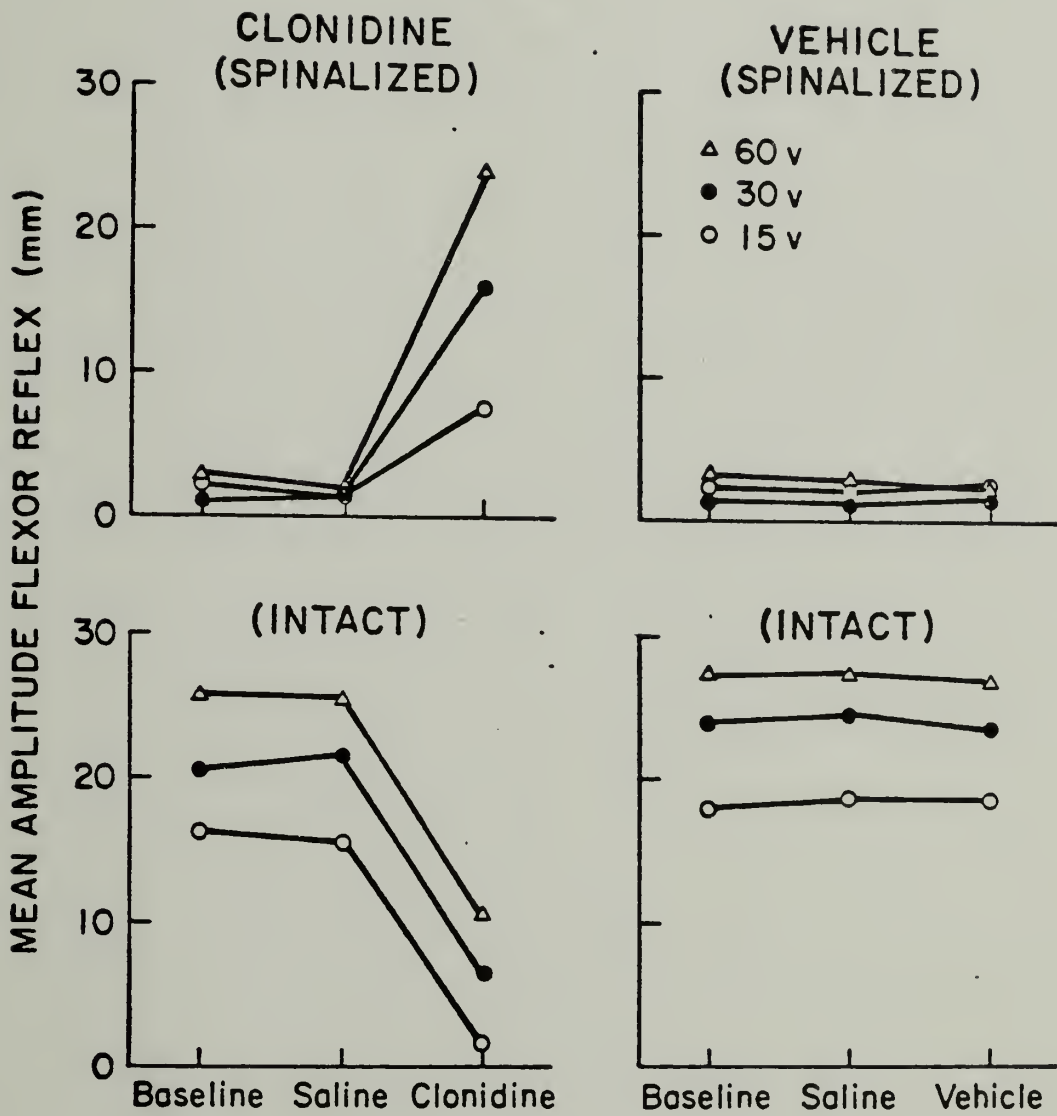 CLONIDINE
(SPINALIZED)
VEHICLE
(SPINALIZED)
MEAN AMPLITUDE FLEXOR REFLEX (mm)
30
20
10
0
△ 60 v
● 30 v
○ 15 v
(INTACT)
(INTACT)
30
20
10
0
Baseline Saline Clonidine
Baseline Saline Vehicle